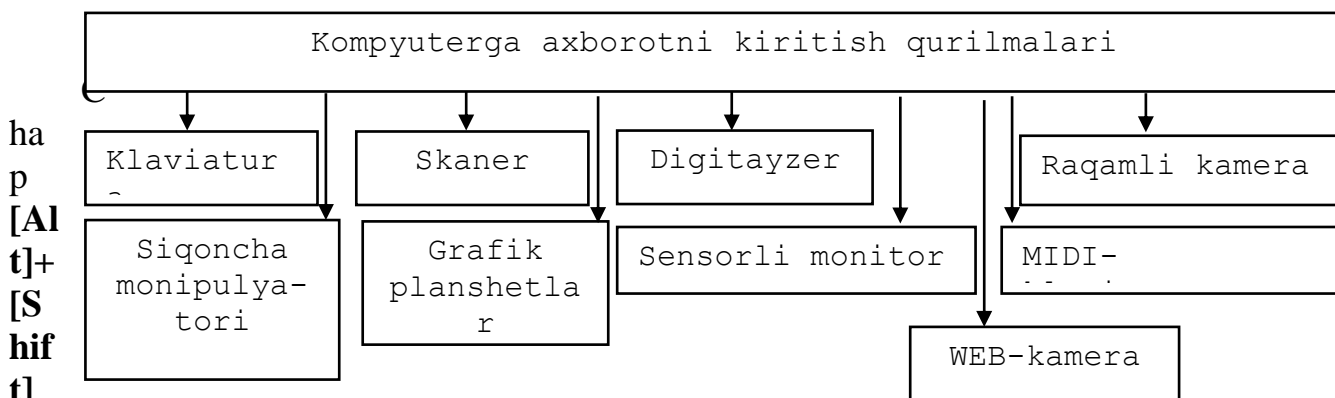 Kompyuterga axborotni kiritish qurilmalari
ha
p
[Al
t]+
[S
hif
t]
Klaviatur
Skaner
Digitayzer
Raqamli kamera
Siqoncha
monipulya-
tori
Grafik
planshetla
r
Sensorli monitor
MIDI-
WEB-kamera